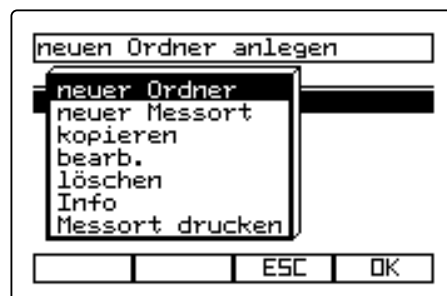 neuen Ordner anlegen
neuer Ordner
neuer Messort
kopieren
bearb.
löschen
Info
Messort drucken
ESC OK